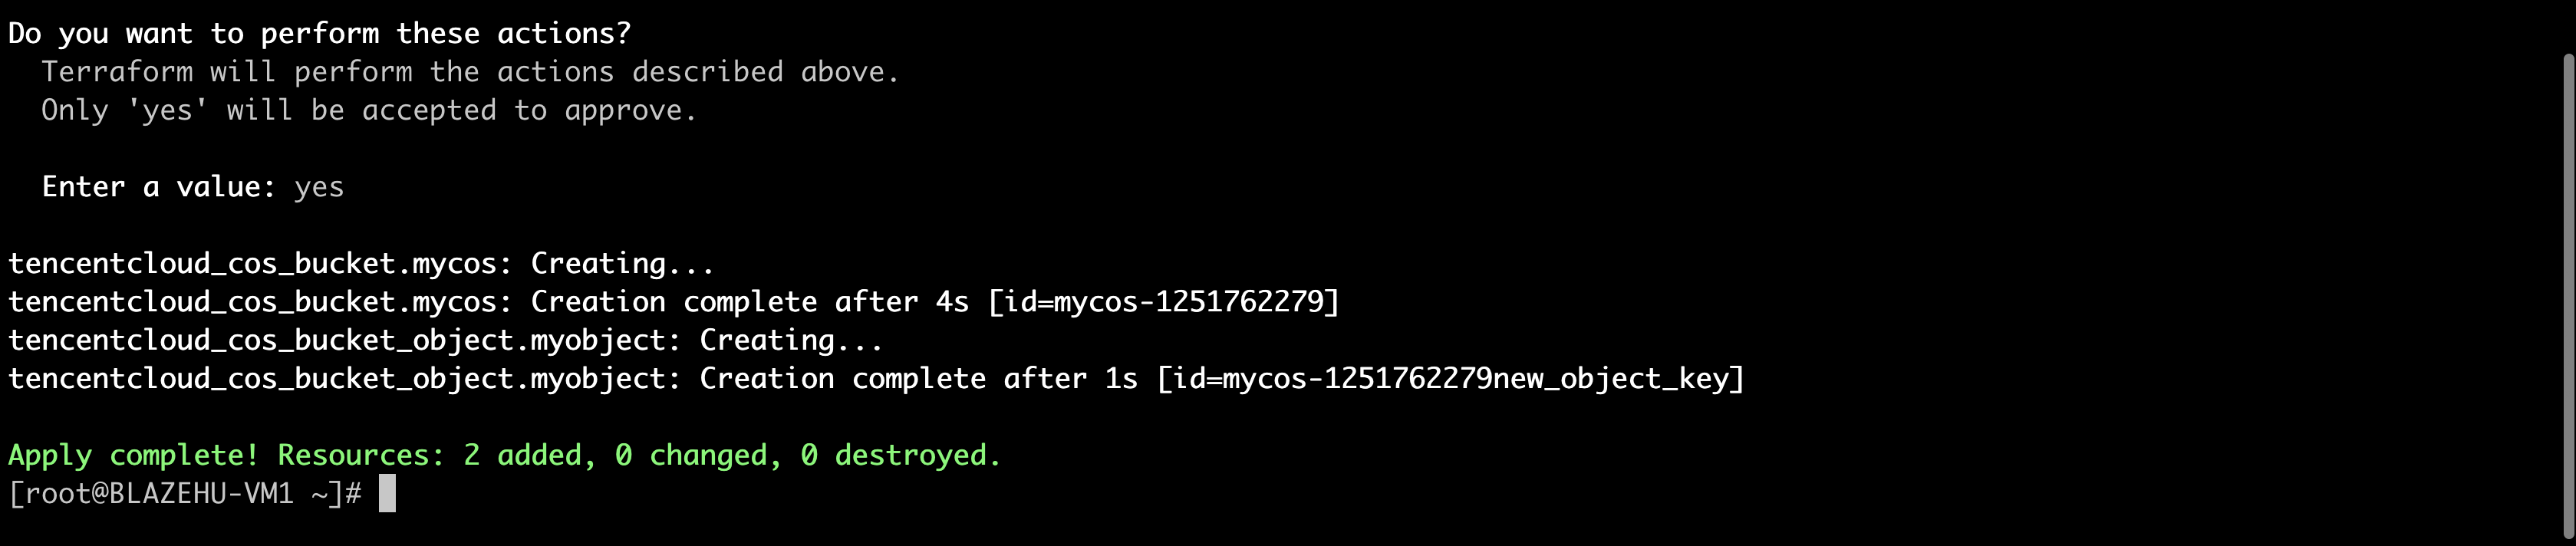 Do you want to perform these actions?
  Terraform will perform the actions described above.
  Only 'yes' will be accepted to approve.

  Enter a value: yes

tencentcloud_cos_bucket.mycos: Creating...
tencentcloud_cos_bucket.mycos: Creation complete after 4s [id=mycos-1251762279]
tencentcloud_cos_bucket_object.myobject: Creating...
tencentcloud_cos_bucket_object.myobject: Creation complete after 1s [id=mycos-1251762279new_object_key]

Apply complete! Resources: 2 added, 0 changed, 0 destroyed.
[root@BLAZEHU-VM1 ~]#